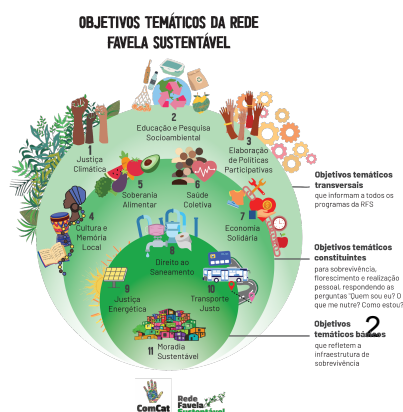 OBJETIVOS TEMÁTICOS DA REDE
FAVELA SUSTENTÁVEL
2
Educação e Pesquisa
Socioambiental
1
Justiça
Climática
3
Elaboração
de Políticas
Participativas
4
Cultura e
Memória
Local
5
Soberania
Alimentar
6
Saúde
Coletiva
7
Economia
Solidária
8
Direito ao
Saneamento
9
Justiça
Energética
10
Transporte
Justo
11 Moradia
Sustentável
Objetivos temáticos
transversais
que informam a todos os
programas da RFS
Objetivos temáticos
constituintes
para sobrevivência,
florescimento e realização
pessoal, respondendo as
perguntas "Quem sou eu? O
que me nutre? Como estou?
Objetivos
temáticos
que refletem a
infraestrutura de
sobrevivência
2
ComCat
Rede
Favela
Sustentável